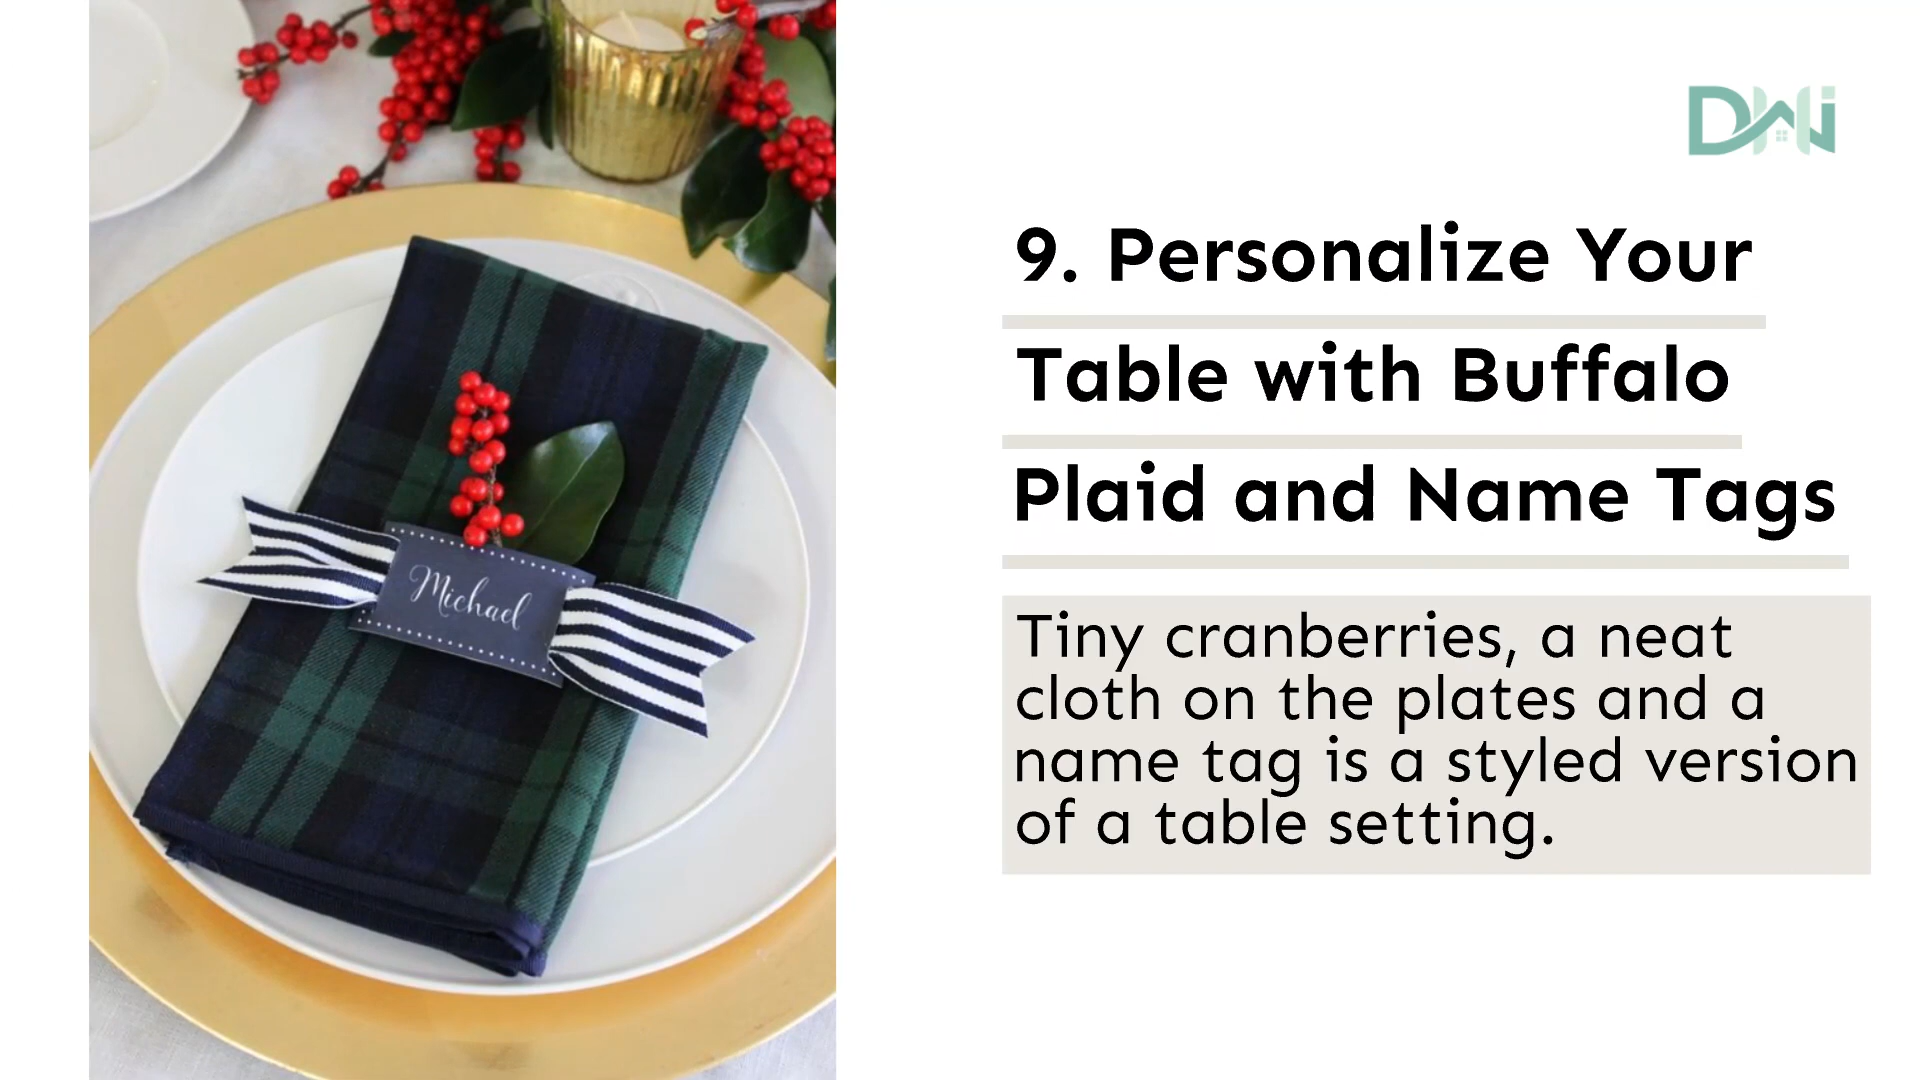 DHI
9. Personalize Your
Table with Buffalo
Plaid and Name Tags
Tiny cranberries, a neat
cloth on the plates and a
name tag is a styled version
of a table setting.
Michael